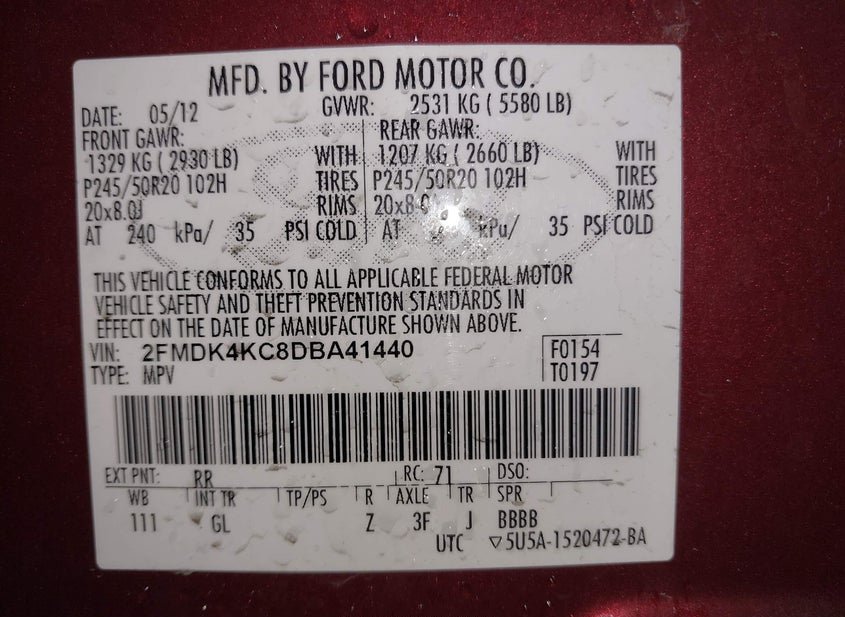 MFD. BY FORD MOTOR CO.
DATE: 05/12 GVWR: 2531 KG ( 5580 LB)
FRONT GAWR: REAR GAWR:
1329 KG ( 2930 LB) WITH 1207 KG ( 2660 LB) WITH
P245/50R20 102H TIRES P245/50R20 102H TIRES
20x8.0J RIMS 20x8.0J RIMS
AT 240 kPa/ 35 PSI COLD AT kPa/ 35 PSI COLD
THIS VEHICLE CONFORMS TO ALL APPLICABLE FEDERAL MOTOR
VEHICLE SAFETY AND THEFT PREVENTION STANDARDS IN
EFFECT ON THE DATE OF MANUFACTURE SHOWN ABOVE.
VIN: 2FMDK4KC8DBA41440 F0154
TYPE: MPV T0197
EXT PNT: RR RC: 71 DSO:
WB INT TR TP/PS R AXLE TR SPR
111 GL Z 3F J BBBB
UTC ▽5U5A-1520472-BA